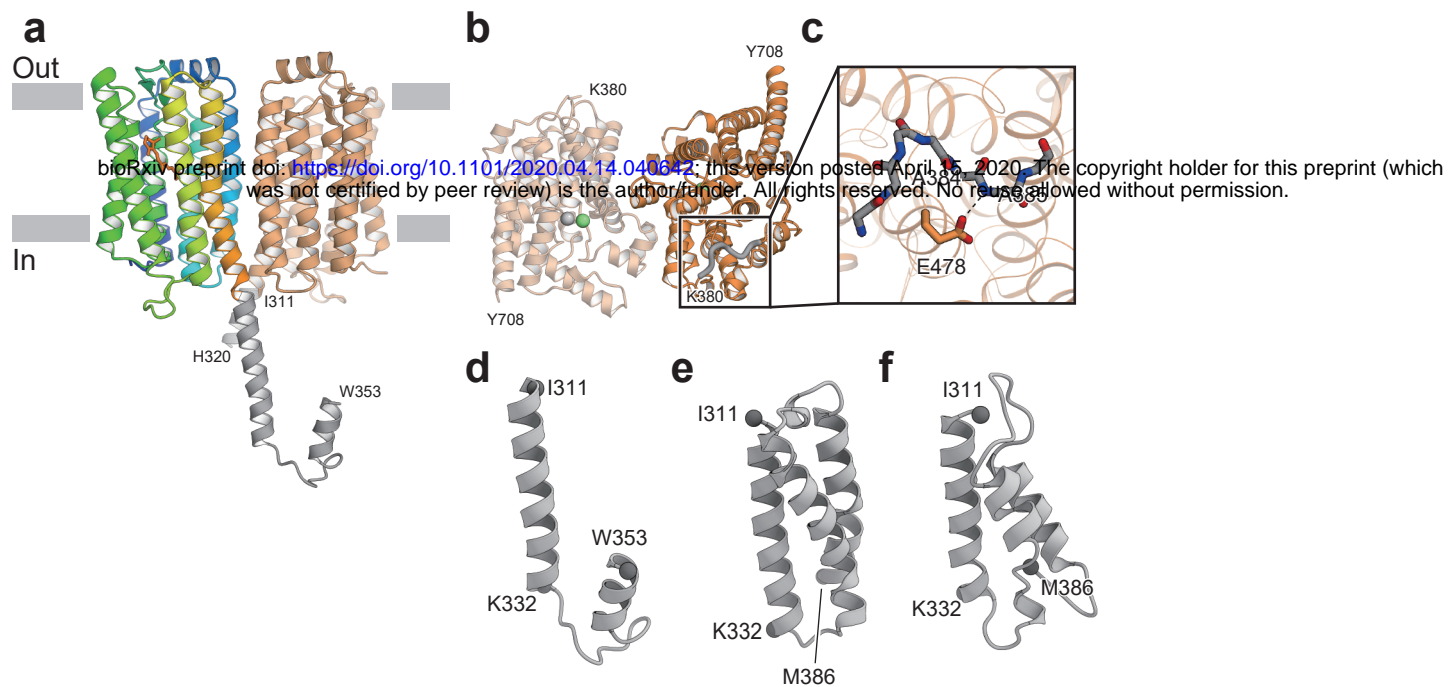 a
b
c
Out
In
I311
H320
W353
K380
Y708
Y708
K380
A384
A385
E478
bioRxiv preprint doi: https://doi.org/10.1101/2020.04.14.040642; this version posted April 15, 2020. The copyright holder for this preprint (which
was not certified by peer review) is the author/funder. All rights reserved. No reuse allowed without permission.
d
e
f
I311
W353
K332
I311
K332
M386
I311
K332
M386